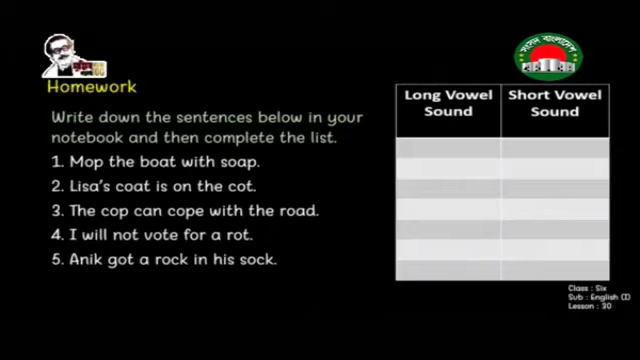 সংসদ বাংলাদেশ
Homework
Write down the sentences below in your
notebook and then complete the list.
1. Mop the boat with soap.
2. Lisa's coat is on the cot.
3. The cop can cope with the road.
4. I will not vote for a rot.
5. Anik got a rock in his sock.
Long Vowel
Sound
Short Vowel
Sound
Class : Six
Sub : English (I)
Lesson : 30